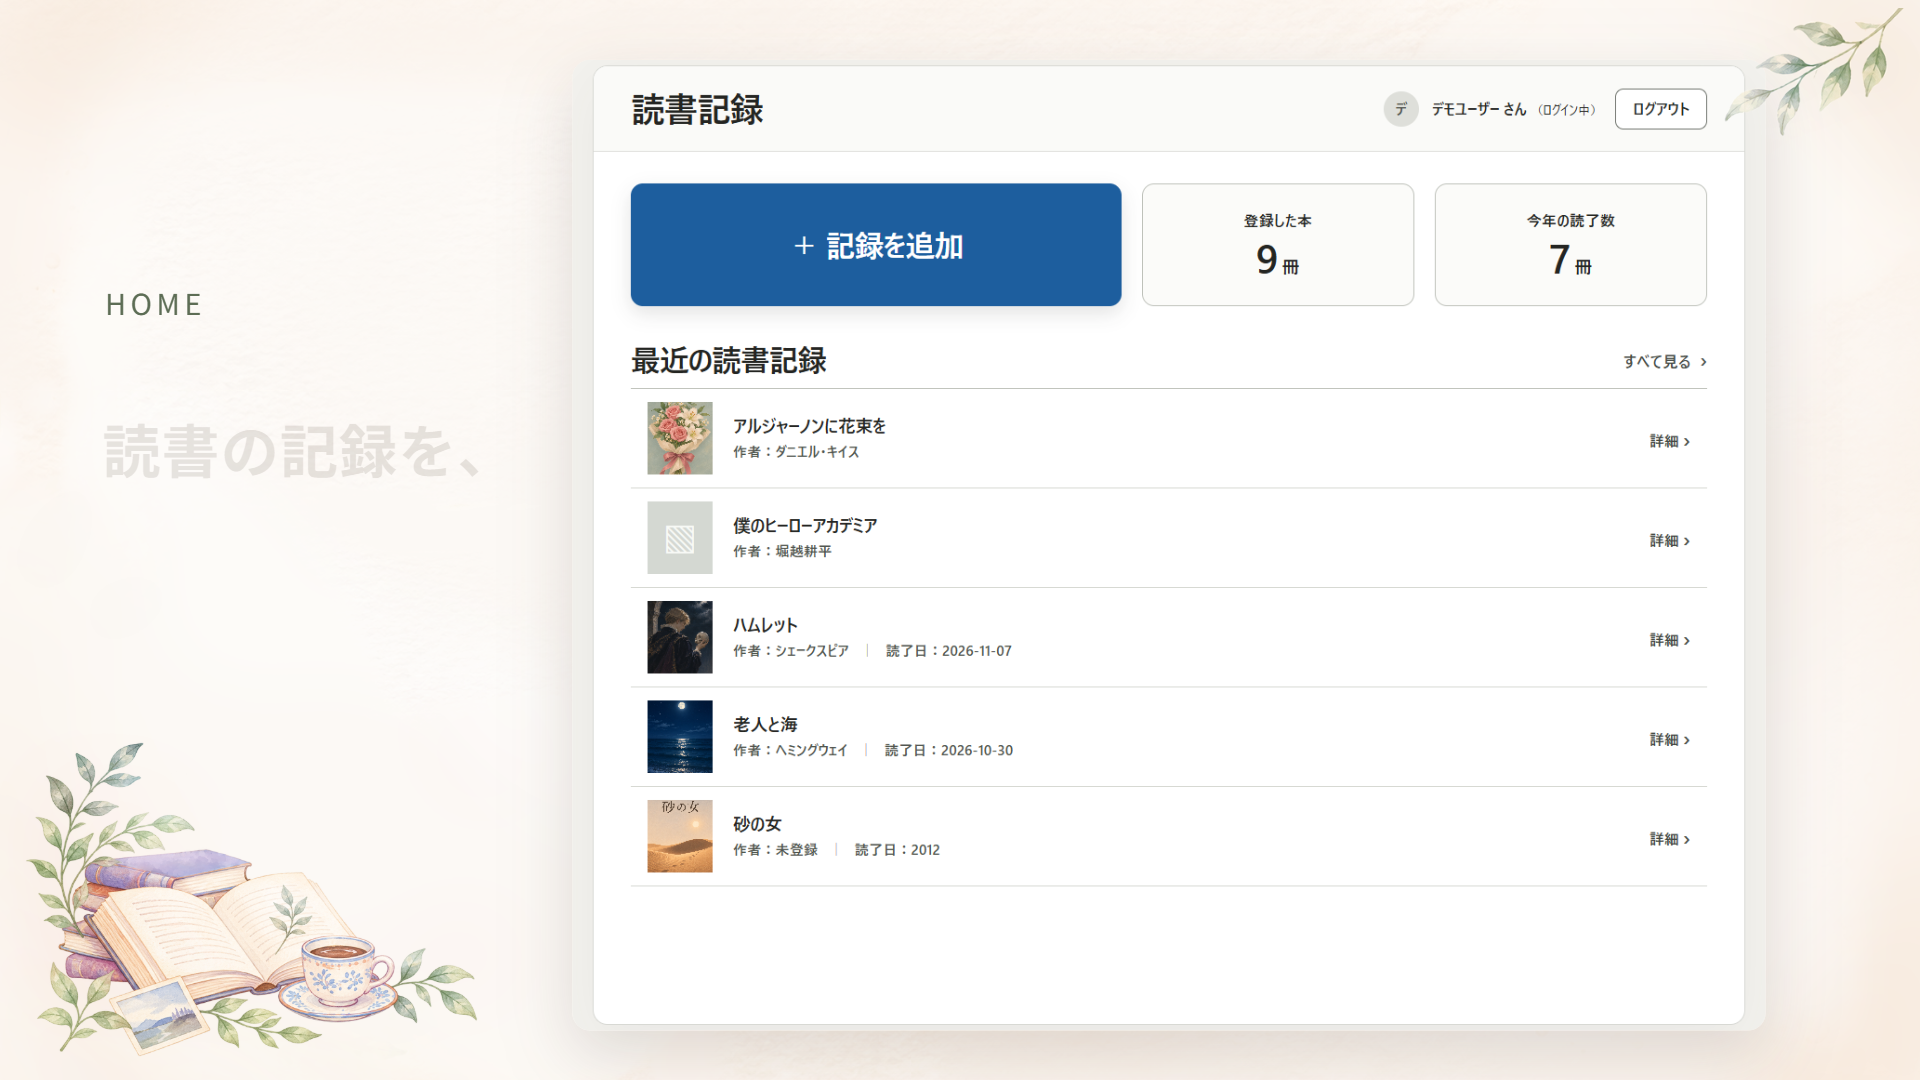 HOME
読書の記録を、
読書記録
デ デモユーザー さん (ログイン中) ログアウト
＋ 記録を追加
登録した本
9 冊
今年の読了数
7 冊
最近の読書記録
すべて見る ›
アルジャーノンに花束を
作者：ダニエル・キイス
詳細 ›
僕のヒーローアカデミア
作者：堀越耕平
詳細 ›
ハムレット
作者：シェークスピア | 読了日：2026-11-07
詳細 ›
老人と海
作者：ヘミングウェイ | 読了日：2026-10-30
詳細 ›
砂の女
砂の女
作者：未登録 | 読了日：2012
詳細 ›